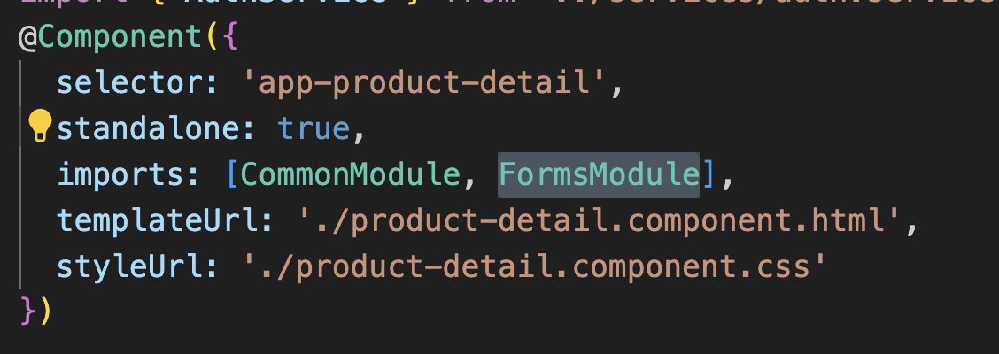 @Component({
selector: 'app-product-detail',
standalone: true,
imports: [CommonModule, FormsModule],
templateUrl: './product-detail.component.html',
styleUrl: './product-detail.component.css'
})